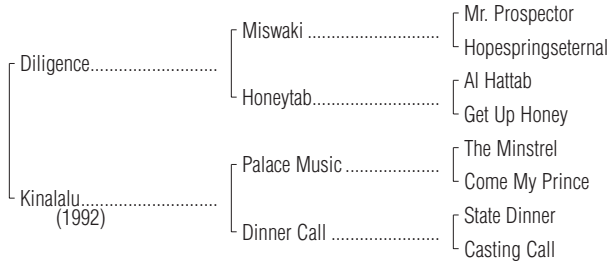 Mr. Prospector
Miswaki
Hopespringseternal
Diligence
Al Hattab
Honeytab
Get Up Honey
The Minstrel
Palace Music
Come My Prince
Kinalalu
(1992)
State Dinner
Dinner Call
Casting Call